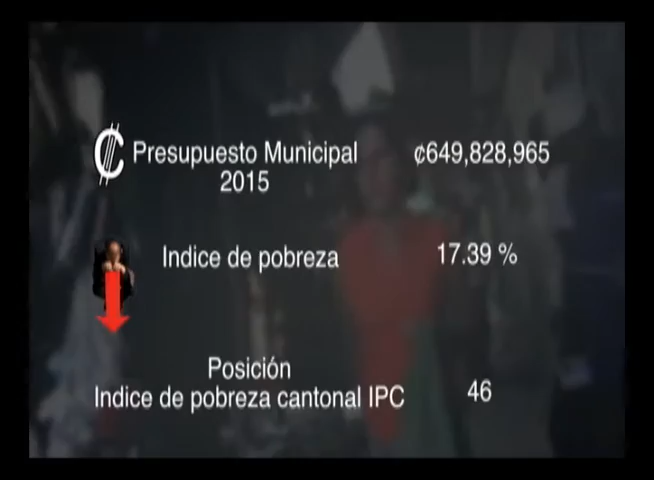 ₡ Presupuesto Municipal ¢649,828,965
2015
Indice de pobreza 17.39 %
Posición
Indice de pobreza cantonal IPC 46